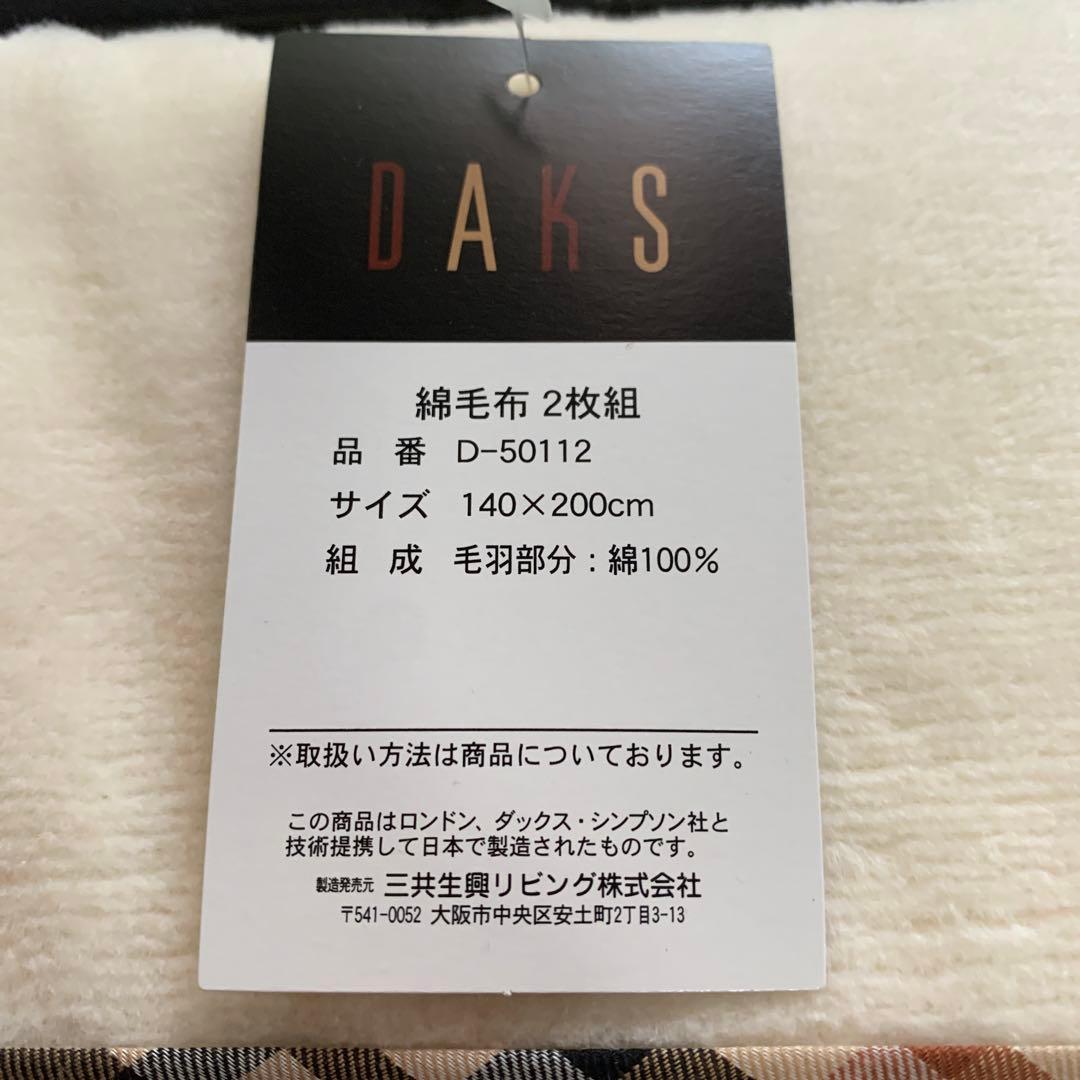 DAKS
綿毛布 2枚組
品 番 D-50112
サイズ 140×200cm
組 成 毛羽部分：綿100%
※取扱い方法は商品についております。
この商品はロンドン、ダックス・シンプソン社と
技術提携して日本で製造されたものです。
製造発売元 三共生興リビング株式会社
〒541-0052 大阪市中央区安土町2丁目3-13